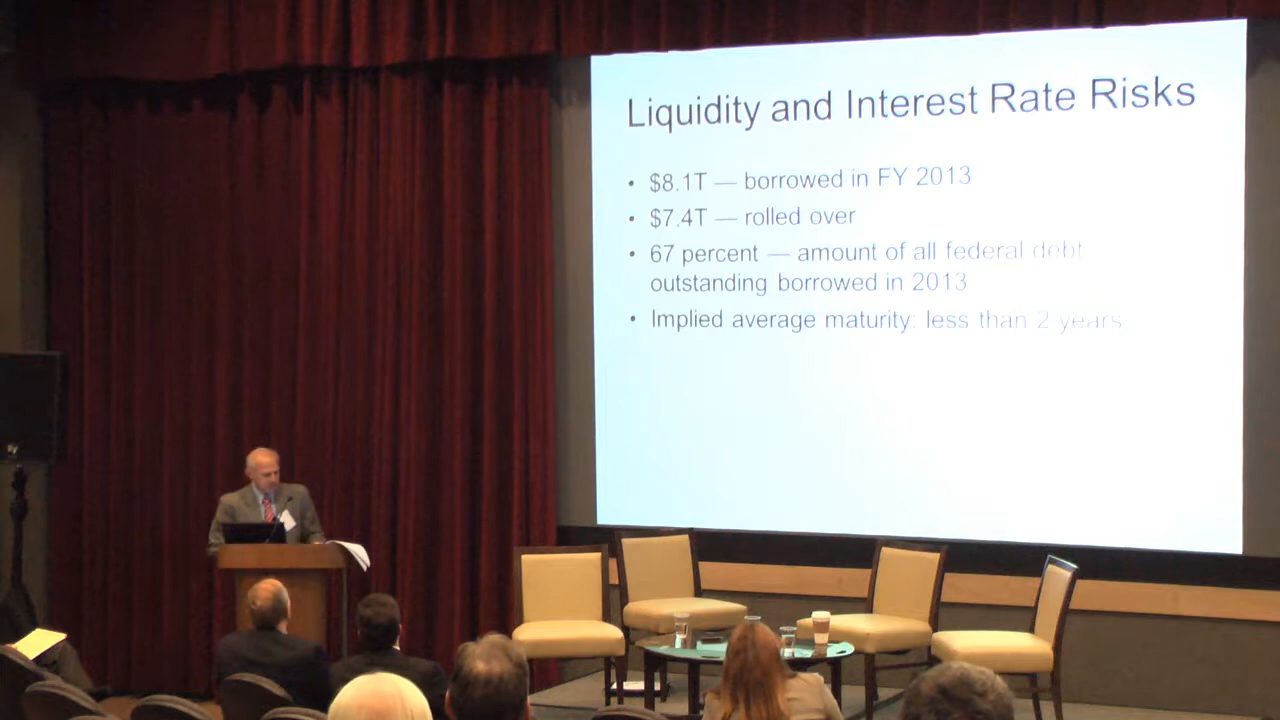 Liquidity and Interest Rate Risks
• $8.1T — borrowed in FY 2013
• $7.4T — rolled over
• 67 percent — amount of all federal debt
outstanding borrowed in 2013
• Implied average maturity: less than 2 years